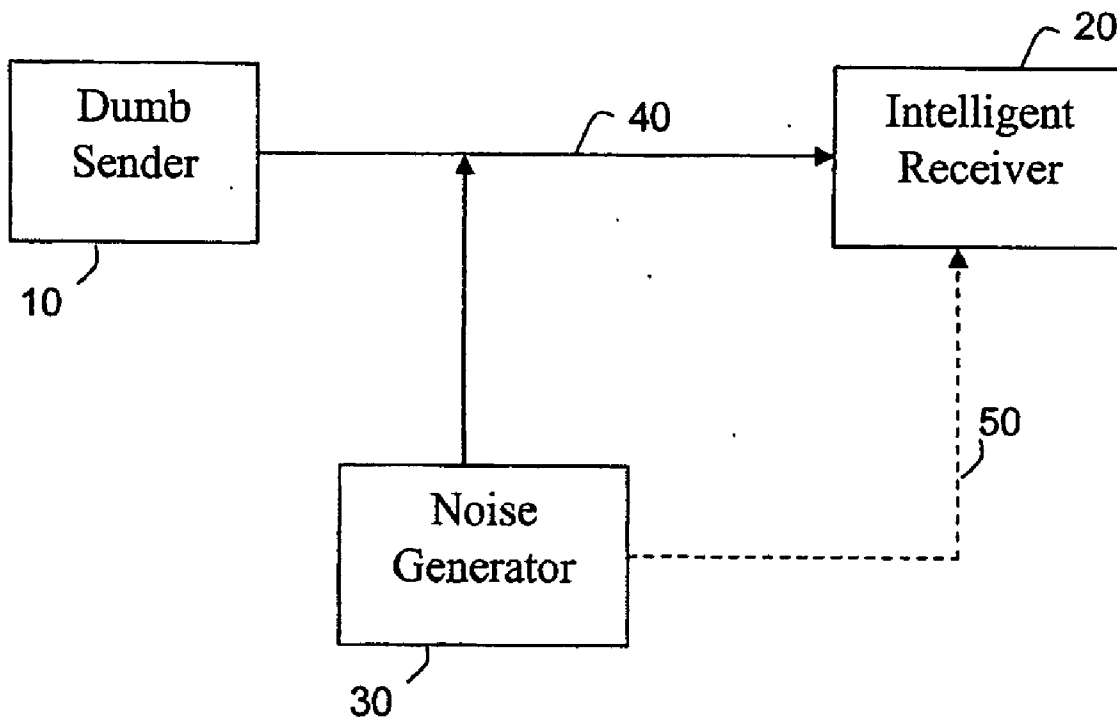 20
Dumb
Sender
40
Intelligent
Receiver
10
50
Noise
Generator
30